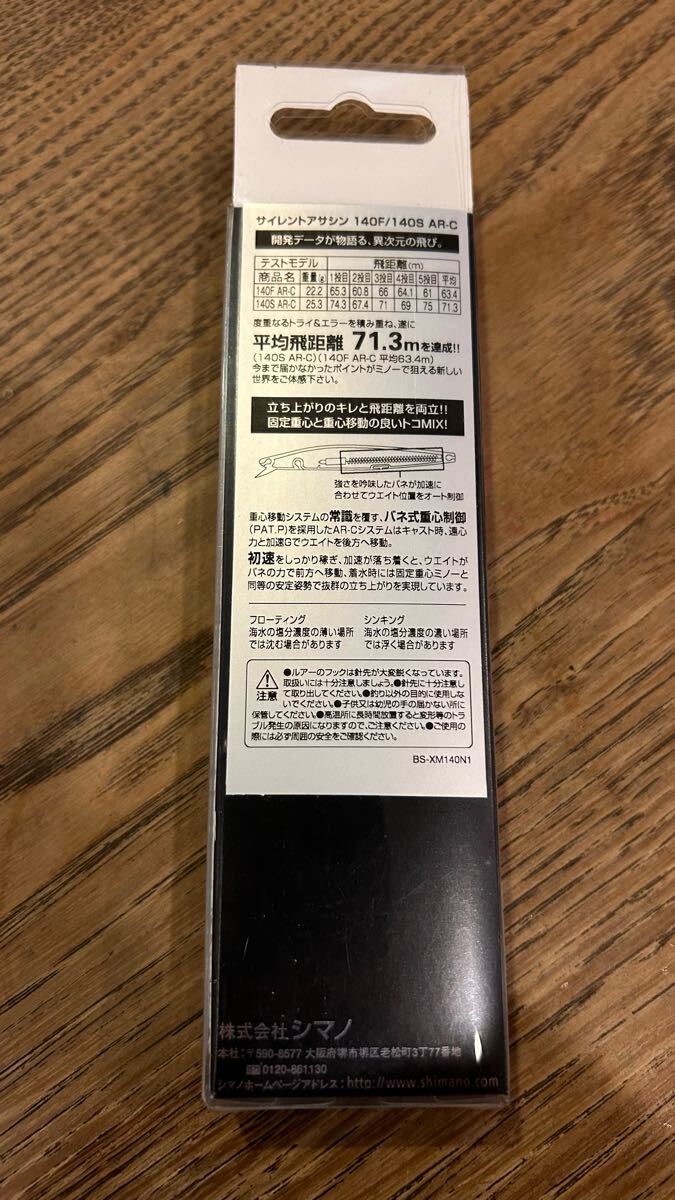 サイレントアサシン 140F/140S AR-C
開発データが物語る、異次元の飛び。
テストモデル 飛距離(m)
商品名 重量(g) 1投目 2投目 3投目 4投目 5投目 平均
140F AR-C 22.2 65.3 60.8 66 64.1 61 63.4
140S AR-C 25.3 74.3 67.4 71 69 75 71.3
度重なるトライ&エラーを積み重ね、遂に
平均飛距離 71.3mを達成!!
(140S AR-C)(140F AR-C 平均63.4m)
今まで届かなかったポイントがミノーで狙える新しい
世界をご体感下さい。
立ち上がりのキレと飛距離を両立!!
固定重心と重心移動の良いトコMIX!
強さを吟味したバネが加速に
合わせてウエイト位置をオート制御
重心移動システムの常識を覆す、バネ式重心制御
(PAT.P)を採用したAR-Cシステムはキャスト時、遠心
力と加速Gでウエイトを後方へ移動。
初速をしっかり稼ぎ、加速が落ち着くと、ウエイトが
バネの力で前方へ移動、着水時には固定重心ミノーと
同等の安定姿勢で抜群の立ち上がりを実現しています。
フローティング
海水の塩分濃度の薄い場所
では沈む場合があります
シンキング
海水の塩分濃度の濃い場所
では浮く場合があります
注意
●ルアーのフックは針先が大変鋭くなっています。
取扱いには十分注意しましょう。●針先に十分注意し
て取り出してください。●釣り以外の目的に使用しな
いでください。●子供又は幼児の手の届かない所に
保管してください。●高温所に長時間放置すると変形等のトラ
ブル発生の原因になりますので、ご注意ください。●ご使用の
際には必ず周囲の安全をご確認ください。
BS-XM140N1
株式会社シマノ
本社:〒590-8577 大阪府堺市堺区老松町3丁77番地
0120-861130
シマノホームページアドレス:http://www.shimano.com